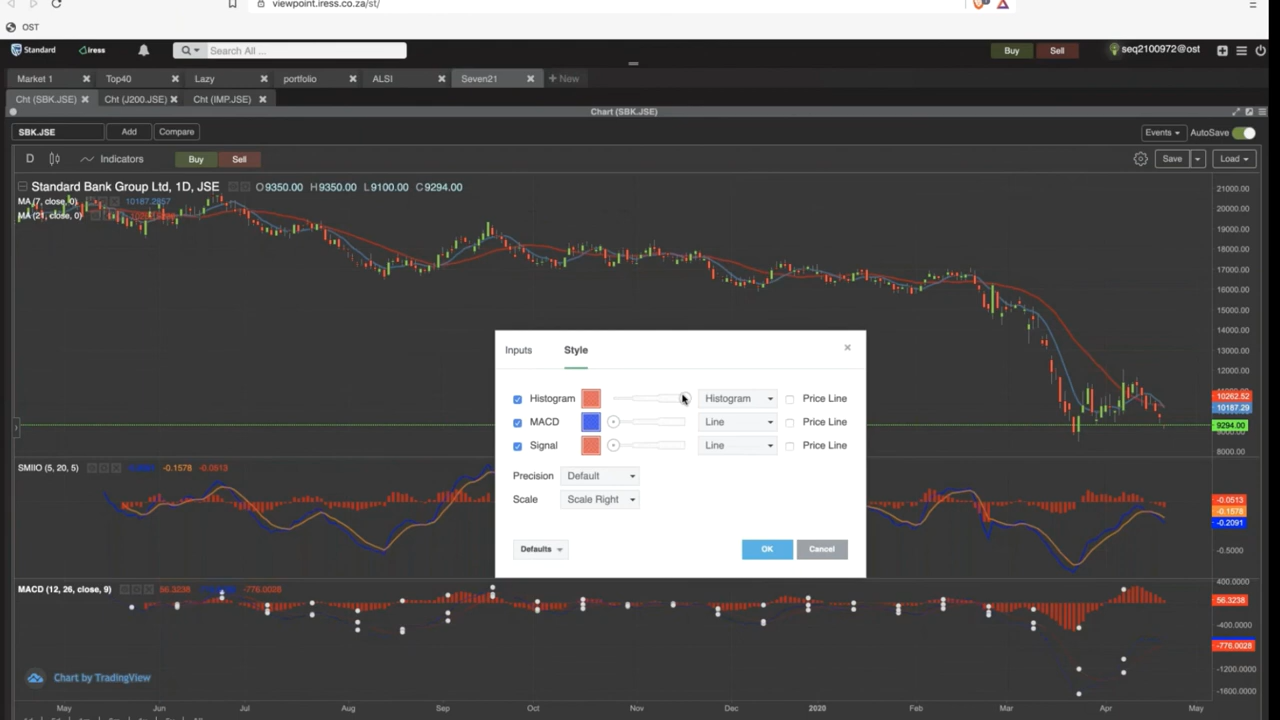 viewpoint.iress.co.za/st/
OST
Standard iress Search All ... Buy Sell seq2100972@ost
Market 1 Top40 Lazy portfolio ALSI Seven21 New
Cht (SBK.JSE) Cht (J200.JSE) Cht (IMP.JSE)
Chart (SBK.JSE)
SBK.JSE Add Compare Events AutoSave
D Indicators Buy Sell Save Load
Standard Bank Group Ltd, 1D, JSE O9350.00 H9350.00 L9100.00 C9294.00
MA (7, close, 0) 10187.2857
MA (21, close, 0)
21000.00
20000.00
19000.00
18000.00
17000.00
16000.00
15000.00
14000.00
13000.00
12000.00
10262.52
10187.29
9294.00
8000.00
Inputs Style
Histogram Histogram Price Line
MACD Line Price Line
Signal Line Price Line
Precision Default
Scale Scale Right
Defaults OK Cancel
SMIIO (5, 20, 5) -0.1578 -0.0513
-0.0513
-0.1578
-0.2091
-0.5000
MACD (12, 26, close, 9) 56.3238 -776.0028
400.0000
56.3238
-400.0000
-776.0028
-1200.0000
-1600.0000
Chart by TradingView
May Jun Jul Aug Sep Oct Nov Dec 2020 Feb Mar Apr May